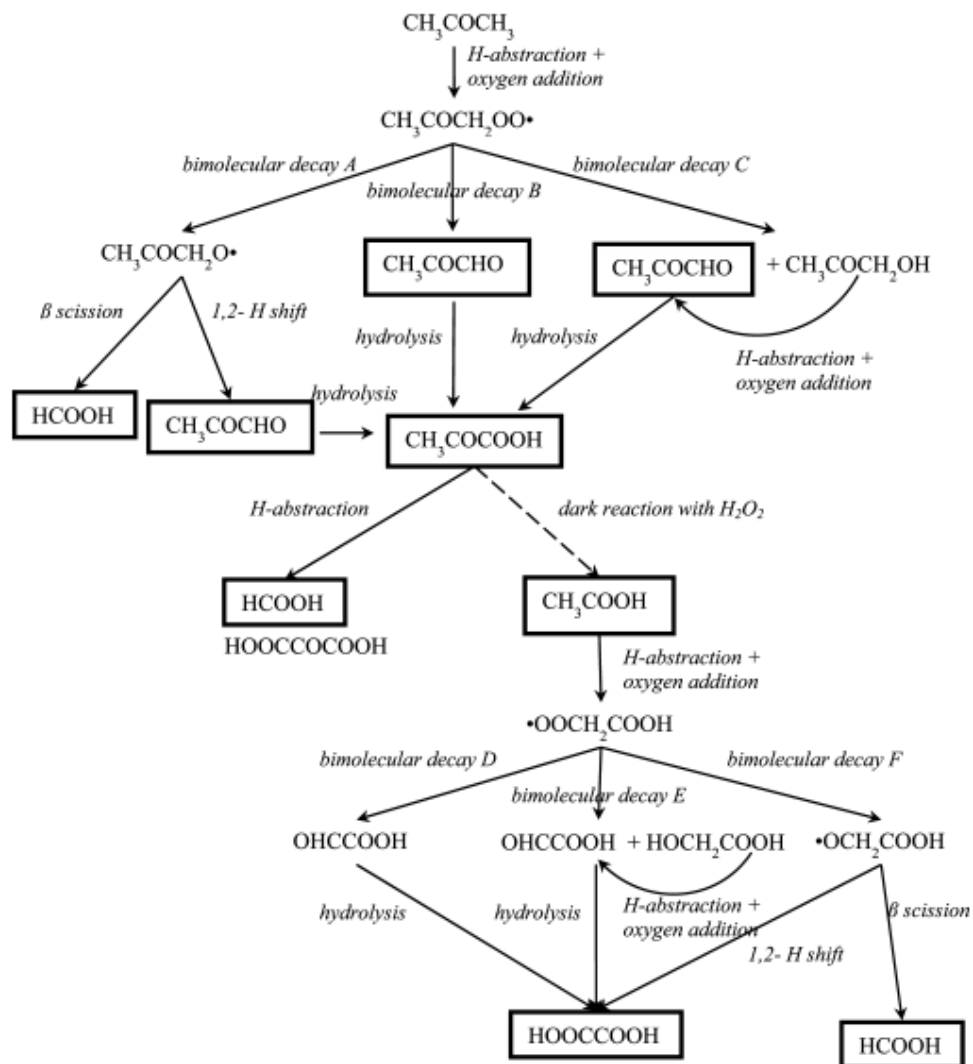 CH₃COCH₃
H-abstraction +
oxygen addition
CH₃COCH₂OO•
bimolecular decay A
bimolecular decay B
bimolecular decay C
CH₃COCH₂O•
CH₃COCHO
CH₃COCHO + CH₃COCH₂OH
ß scission
1,2- H shift
hydrolysis
hydrolysis
H-abstraction +
oxygen addition
HCOOH
CH₃COCHO
hydrolysis
CH₃COCOOH
H-abstraction
dark reaction with H₂O₂
HCOOH
HOOCCOCOOH
CH₃COOH
H-abstraction +
oxygen addition
•OOCH₂COOH
bimolecular decay D
bimolecular decay E
bimolecular decay F
OHCCOOH
OHCCOOH + HOCH₂COOH
•OCH₂COOH
hydrolysis
hydrolysis
H-abstraction +
oxygen addition
1,2- H shift
ß scission
HOOCCOOH
HCOOH